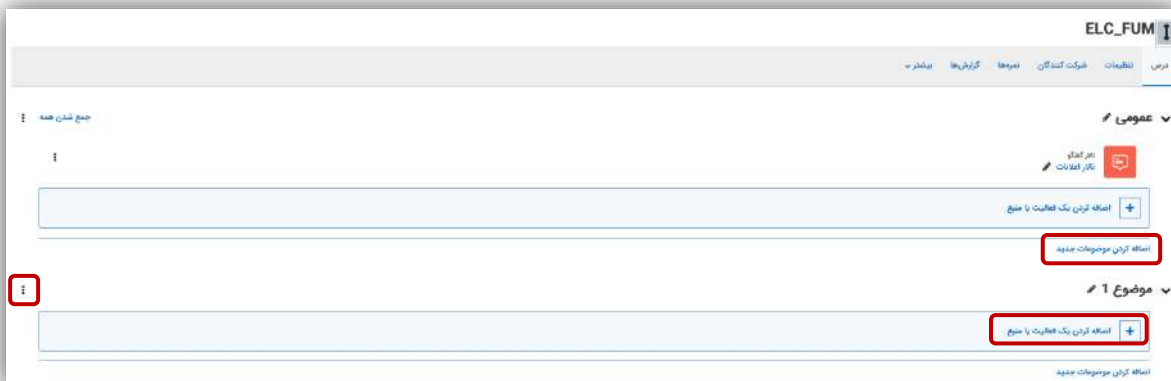 ELC_FUM
درس تنظیمات شرکت کنندگان نمره‌ها گزارش‌ها بیشتر
عمومی
جمع شدن همه
تالار گفتگو
تالار اعلانات
اضافه کردن یک فعالیت یا منبع
اضافه کردن موضوعات جدید
موضوع 1
اضافه کردن یک فعالیت یا منبع
اضافه کردن موضوعات جدید